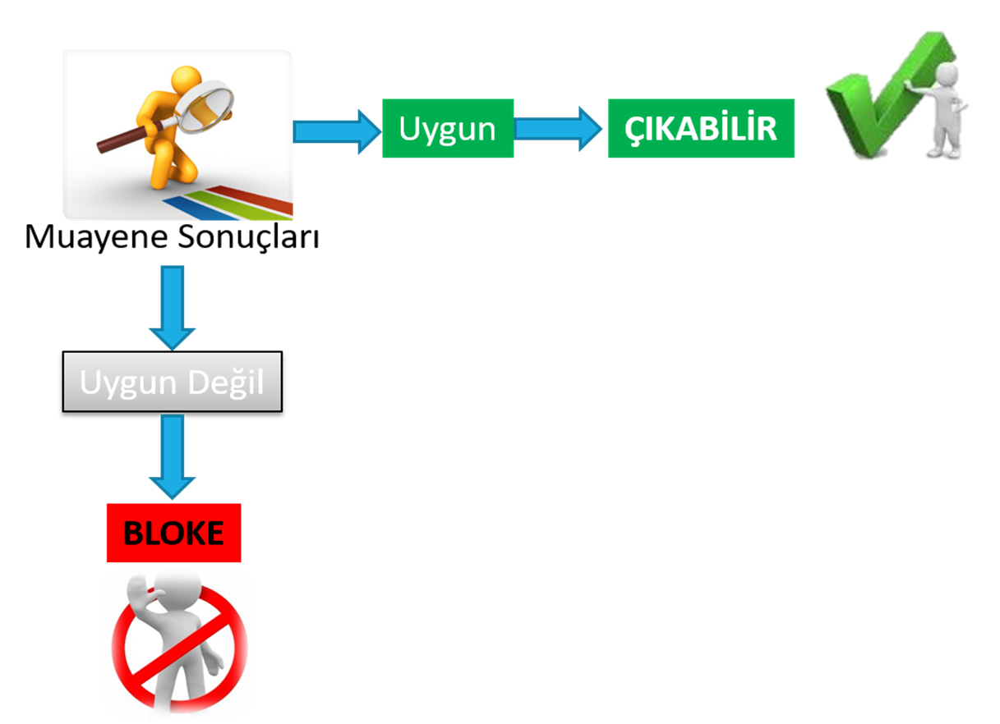 Uygun
ÇIKABİLİR
Muayene Sonuçları
Uygun Değil
BLOKE